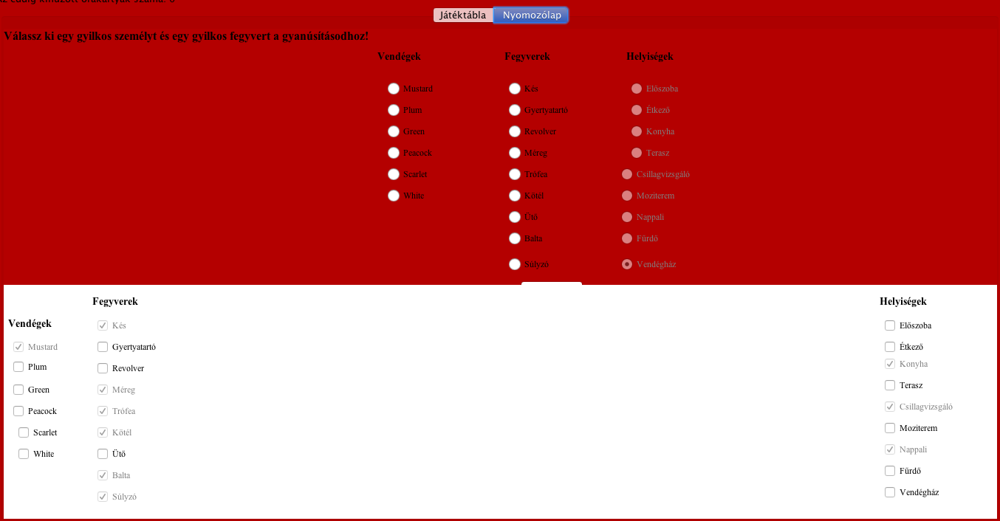 az eddig kihúzott Stukártyák száma: 0
Játéktábla Nyomozólap
Válassz ki egy gyilkos személyt és egy gyilkos fegyvert a gyanúsításodhoz!
Vendégek Fegyverek Helyiségek
Mustard Kés Előszoba
Plum Gyertyatartó Étkező
Green Revolver Konyha
Peacock Méreg Terasz
Scarlet Trófea Csillagvizsgáló
White Kötél Moziterem
Ütő Nappali
Balta Fürdő
Súlyzó Vendégház
Fegyverek Helyiségek
Vendégek
Kés Előszoba
Mustard Gyertyatartó Étkező
Plum Revolver Konyha
Green Méreg Terasz
Peacock Trófea Csillagvizsgáló
Scarlet Kötél Moziterem
White Ütő Nappali
Balta Fürdő
Súlyzó Vendégház